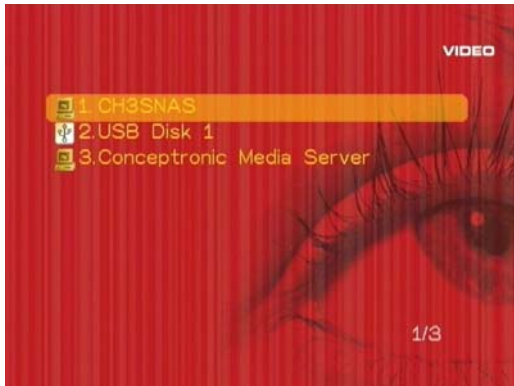 VIDEO
1.CH3SNAS
2.USB Disk 1
3.Conceptronic Media Server
1/3